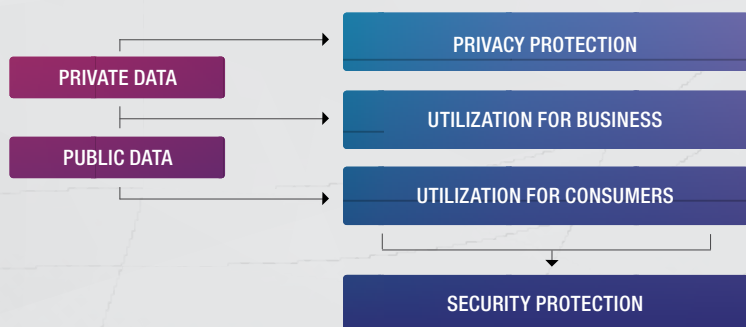 PRIVACY PROTECTION
PRIVATE DATA
UTILIZATION FOR BUSINESS
PUBLIC DATA
UTILIZATION FOR CONSUMERS
SECURITY PROTECTION